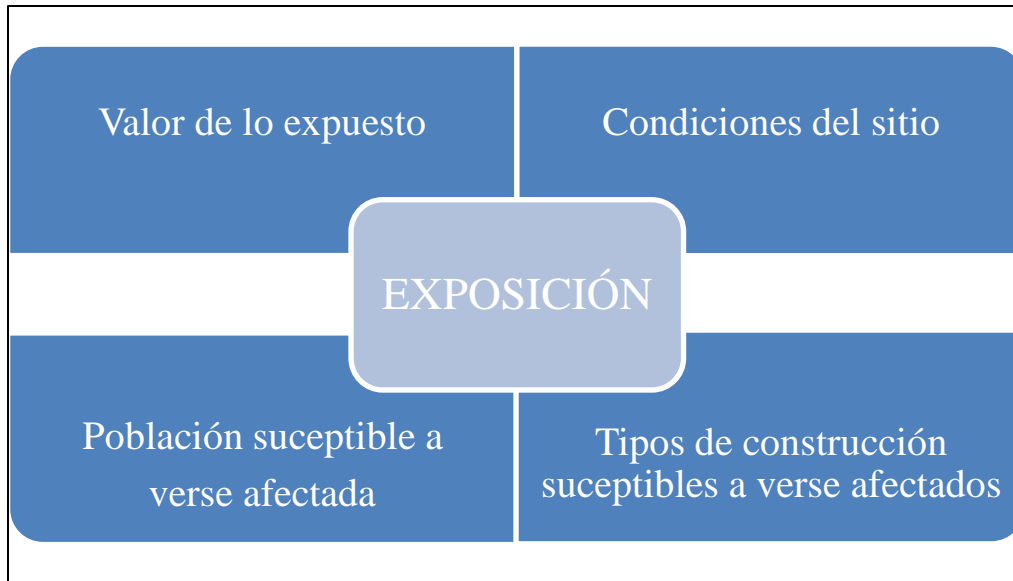 Valor de lo expuesto
Condiciones del sitio
EXPOSICIÓN
Población suceptible a
verse afectada
Tipos de construcción
suceptibles a verse afectados